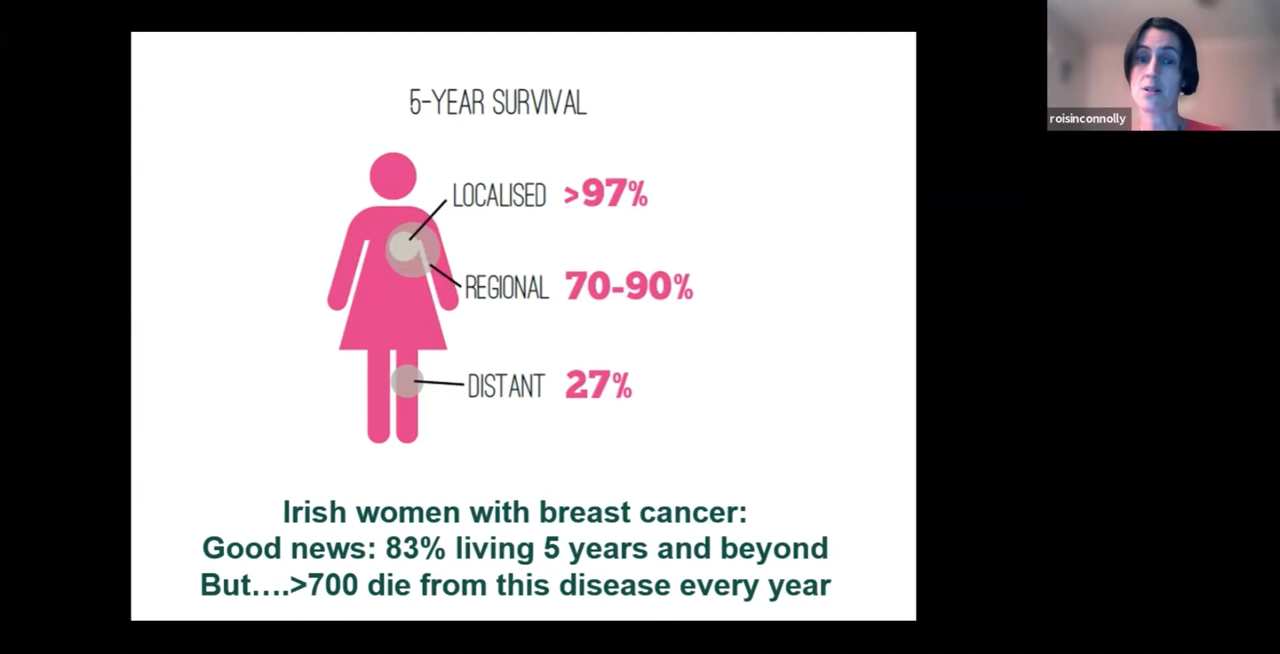 5-YEAR SURVIVAL
LOCALISED >97%
REGIONAL 70-90%
DISTANT 27%
Irish women with breast cancer:
Good news: 83% living 5 years and beyond
But....>700 die from this disease every year
roisinconnolly